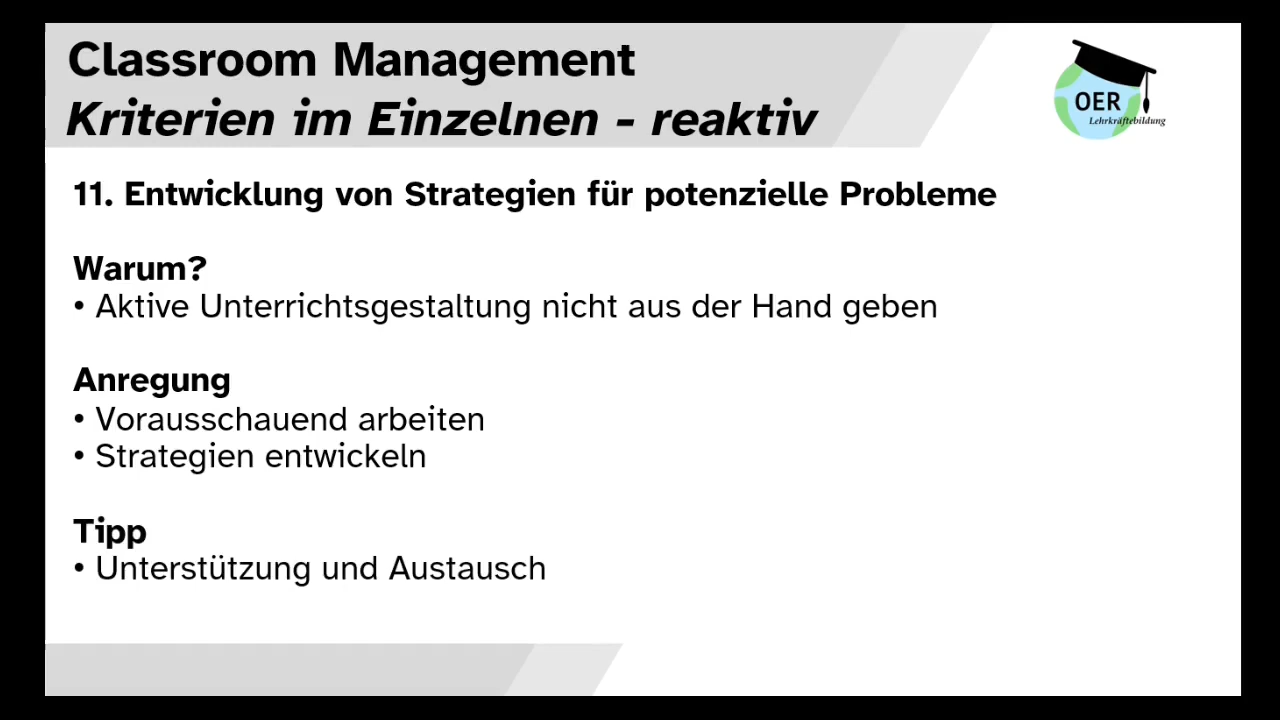 Classroom Management
Kriterien im Einzelnen - reaktiv
OER
Lehrkräftebildung
11. Entwicklung von Strategien für potenzielle Probleme
Warum?
• Aktive Unterrichtsgestaltung nicht aus der Hand geben
Anregung
• Vorausschauend arbeiten
• Strategien entwickeln
Tipp
• Unterstützung und Austausch